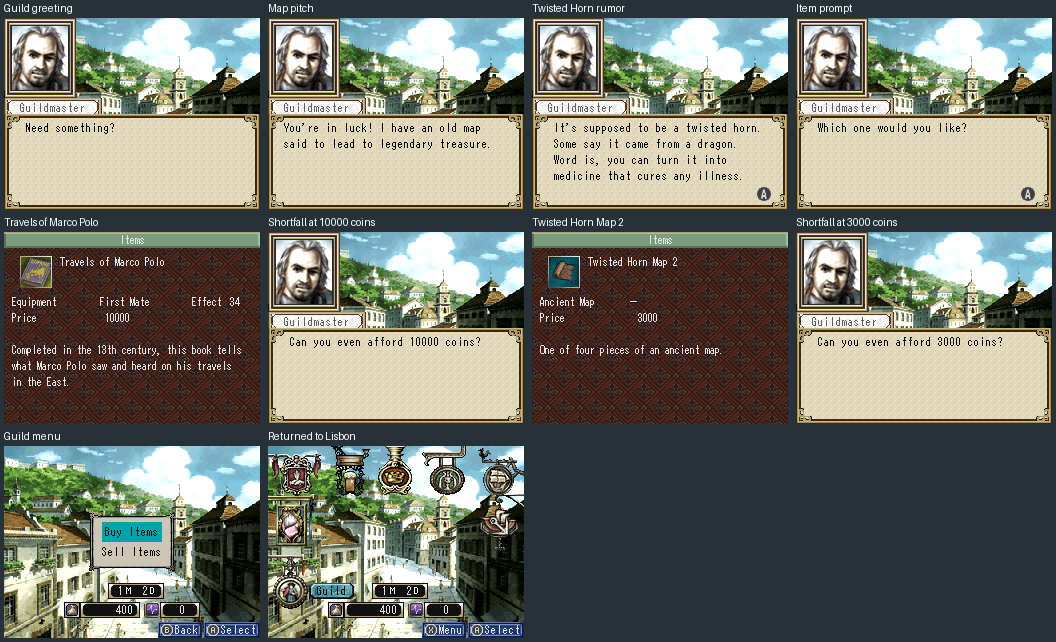 Guild greeting
Guildmaster
Need something?
Map pitch
Guildmaster
You're in luck! I have an old map
said to lead to legendary treasure.
Twisted Horn rumor
Guildmaster
It's supposed to be a twisted horn.
Some say it came from a dragon.
Word is, you can turn it into
medicine that cures any illness.
A
Item prompt
Guildmaster
Which one would you like?
A
Travels of Marco Polo
Items
Travels of Marco Polo
Equipment First Mate Effect 34
Price 10000
Completed in the 13th century, this book tells
what Marco Polo saw and heard on his travels
in the East.
Shortfall at 10000 coins
Guildmaster
Can you even afford 10000 coins?
Twisted Horn Map 2
Items
Twisted Horn Map 2
Ancient Map —
Price 3000
One of four pieces of an ancient map.
Shortfall at 3000 coins
Guildmaster
Can you even afford 3000 coins?
Guild menu
Buy Items
Sell Items
1M 2D
400 0
B Back A Select
Returned to Lisbon
Guild
1M 2D
400 0
X Menu A Select